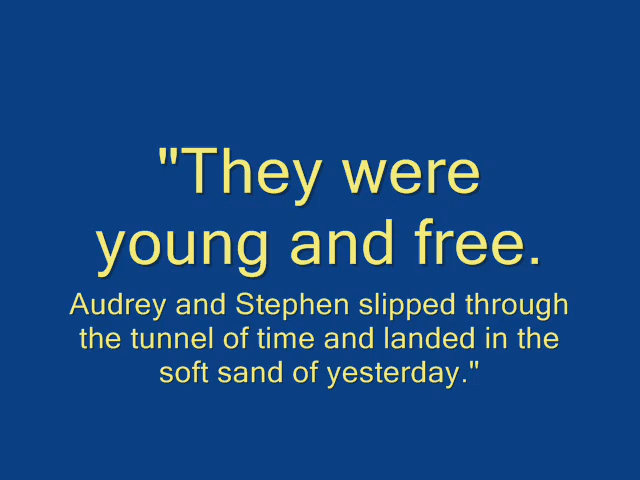 "They were
young and free.
Audrey and Stephen slipped through
the tunnel of time and landed in the
soft sand of yesterday."